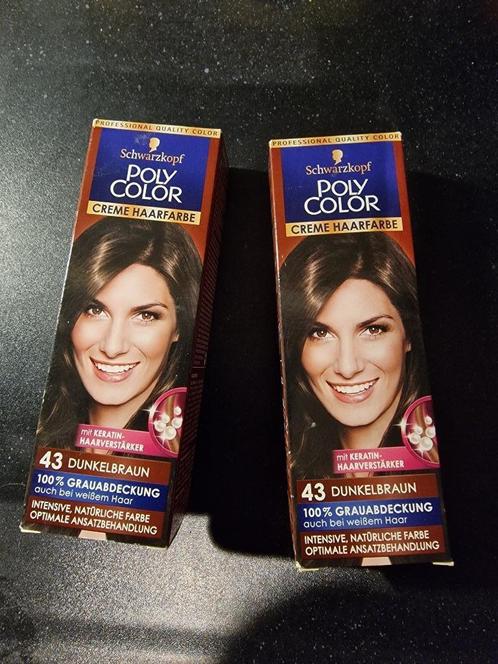 PROFESSIONAL QUALITY COLOR
Schwarzkopf
POLY
COLOR
CREME HAARFARBE
mit KERATIN-
HAARVERSTÄRKER
43 DUNKELBRAUN
100% GRAUABDECKUNG
auch bei weißem Haar
INTENSIVE, NATÜRLICHE FARBE
OPTIMALE ANSATZBEHANDLUNG
PROFESSIONAL QUALITY COLOR
Schwarzkopf
POLY
COLOR
CREME HAARFARBE
mit KERATIN-
HAARVERSTÄRKER
43 DUNKELBRAUN
100% GRAUABDECKUNG
auch bei weißem Haar
INTENSIVE, NATÜRLICHE FARBE
OPTIMALE ANSATZBEHANDLUNG